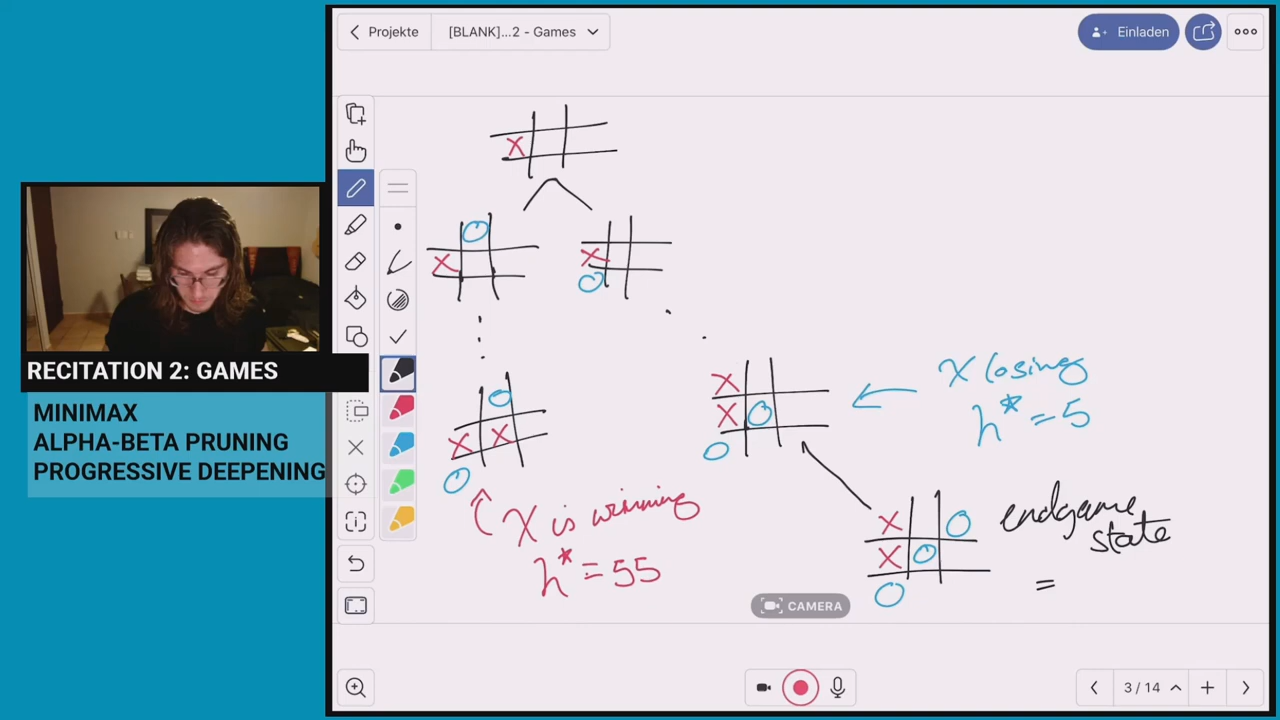 Projekte
[BLANK]...2 - Games
Einladen
X
O
X
X
O
O
X X
O
X is winning
h* = 55
X
X O
O
X losing
h* = 5
X O
X O
O
endgame
state
=
RECITATION 2: GAMES
MINIMAX
ALPHA-BETA PRUNING
PROGRESSIVE DEEPENING
CAMERA
3 / 14